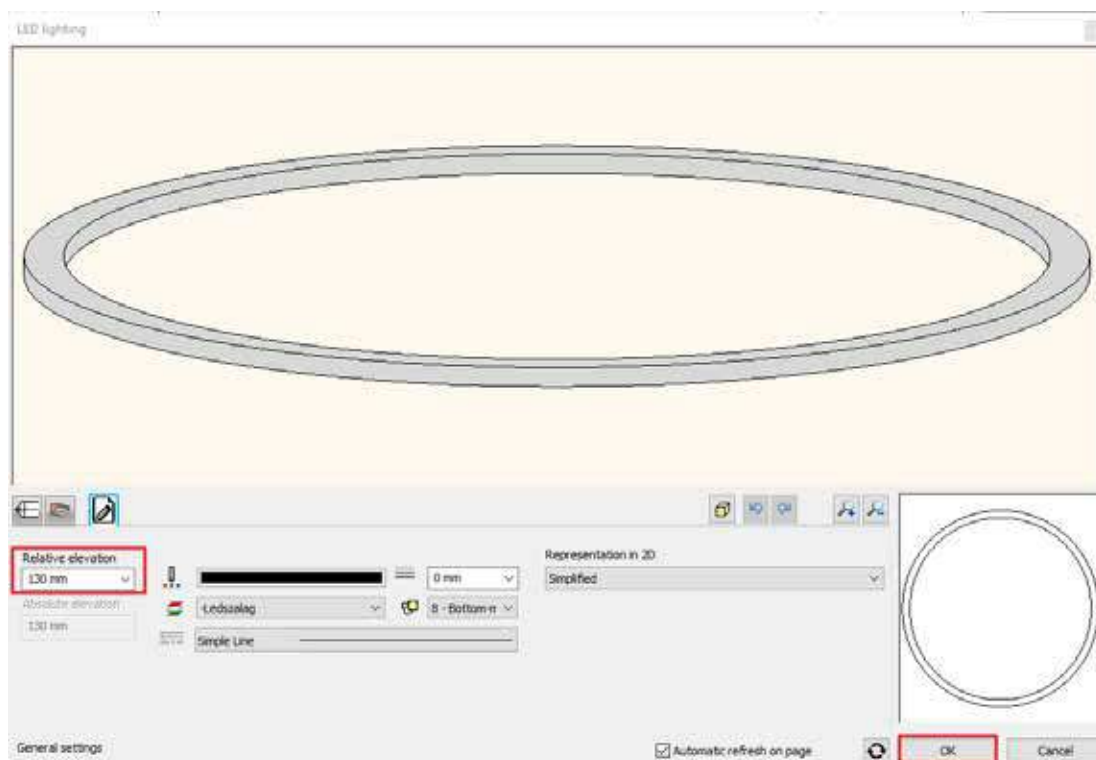 LED lighting
Relative elevation
130 mm
Absolute elevation
130 mm
0 mm
-Ledszalag
8 - Bottom-m
Simple Line
Representation in 2D
Simplified
General settings
Automatic refresh on page
OK
Cancel